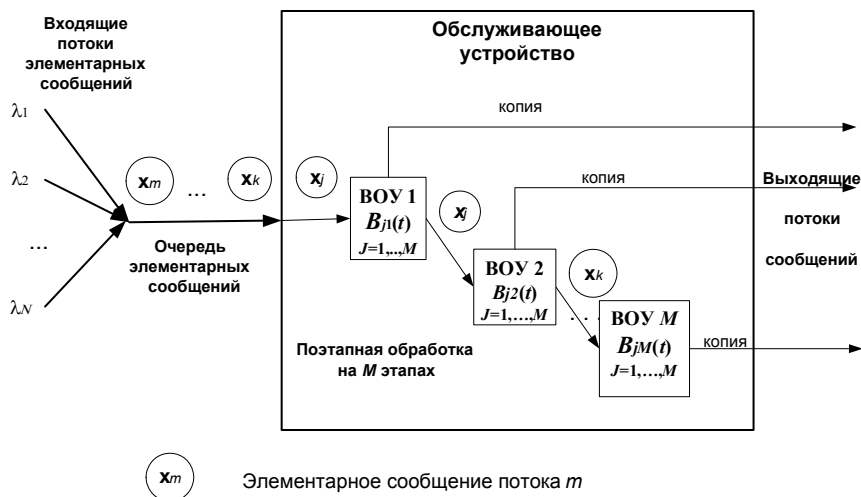 Входящие
потоки
элементарных
сообщений
λ1
λ2
...
λN
xm ... xk
Очередь
элементарных
сообщений
Обслуживающее
устройство
копия
xj
ВОУ 1
Bj1(t)
J=1,..,M
xj
копия
ВОУ 2
Bj2(t)
J=1,...,M
xk
...
ВОУ M
BjM(t)
J=1,...,M
копия
Выходящие
потоки
сообщений
Поэтапная обработка
на M этапах
xm Элементарное сообщение потока m